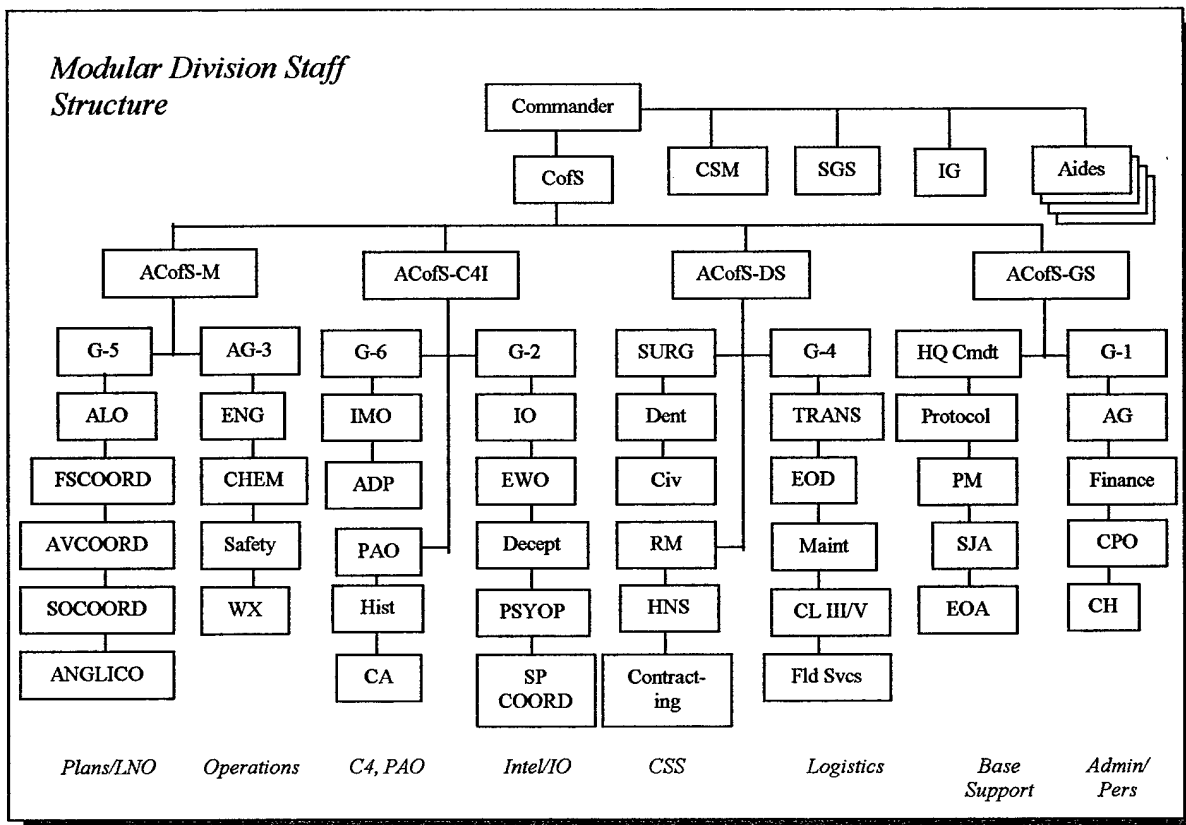 Modular Division Staff
Structure
Commander
CofS
CSM
SGS
IG
Aides
ACofS-M
ACofS-C4I
ACofS-DS
ACofS-GS
G-5
AG-3
G-6
G-2
SURG
G-4
HQ Cmdt
G-1
ALO
ENG
IMO
IO
Dent
TRANS
Protocol
AG
FSCOORD
CHEM
ADP
EWO
Civ
EOD
PM
Finance
AVCOORD
Safety
PAO
Decept
RM
Maint
SJA
CPO
SOCOORD
WX
Hist
PSYOP
HNS
CL III/V
EOA
CH
ANGLICO
CA
SP
COORD
Contract-
ing
Fld Svcs
Plans/LNO
Operations
C4, PAO
Intel/IO
CSS
Logistics
Base
Support
Admin/
Pers